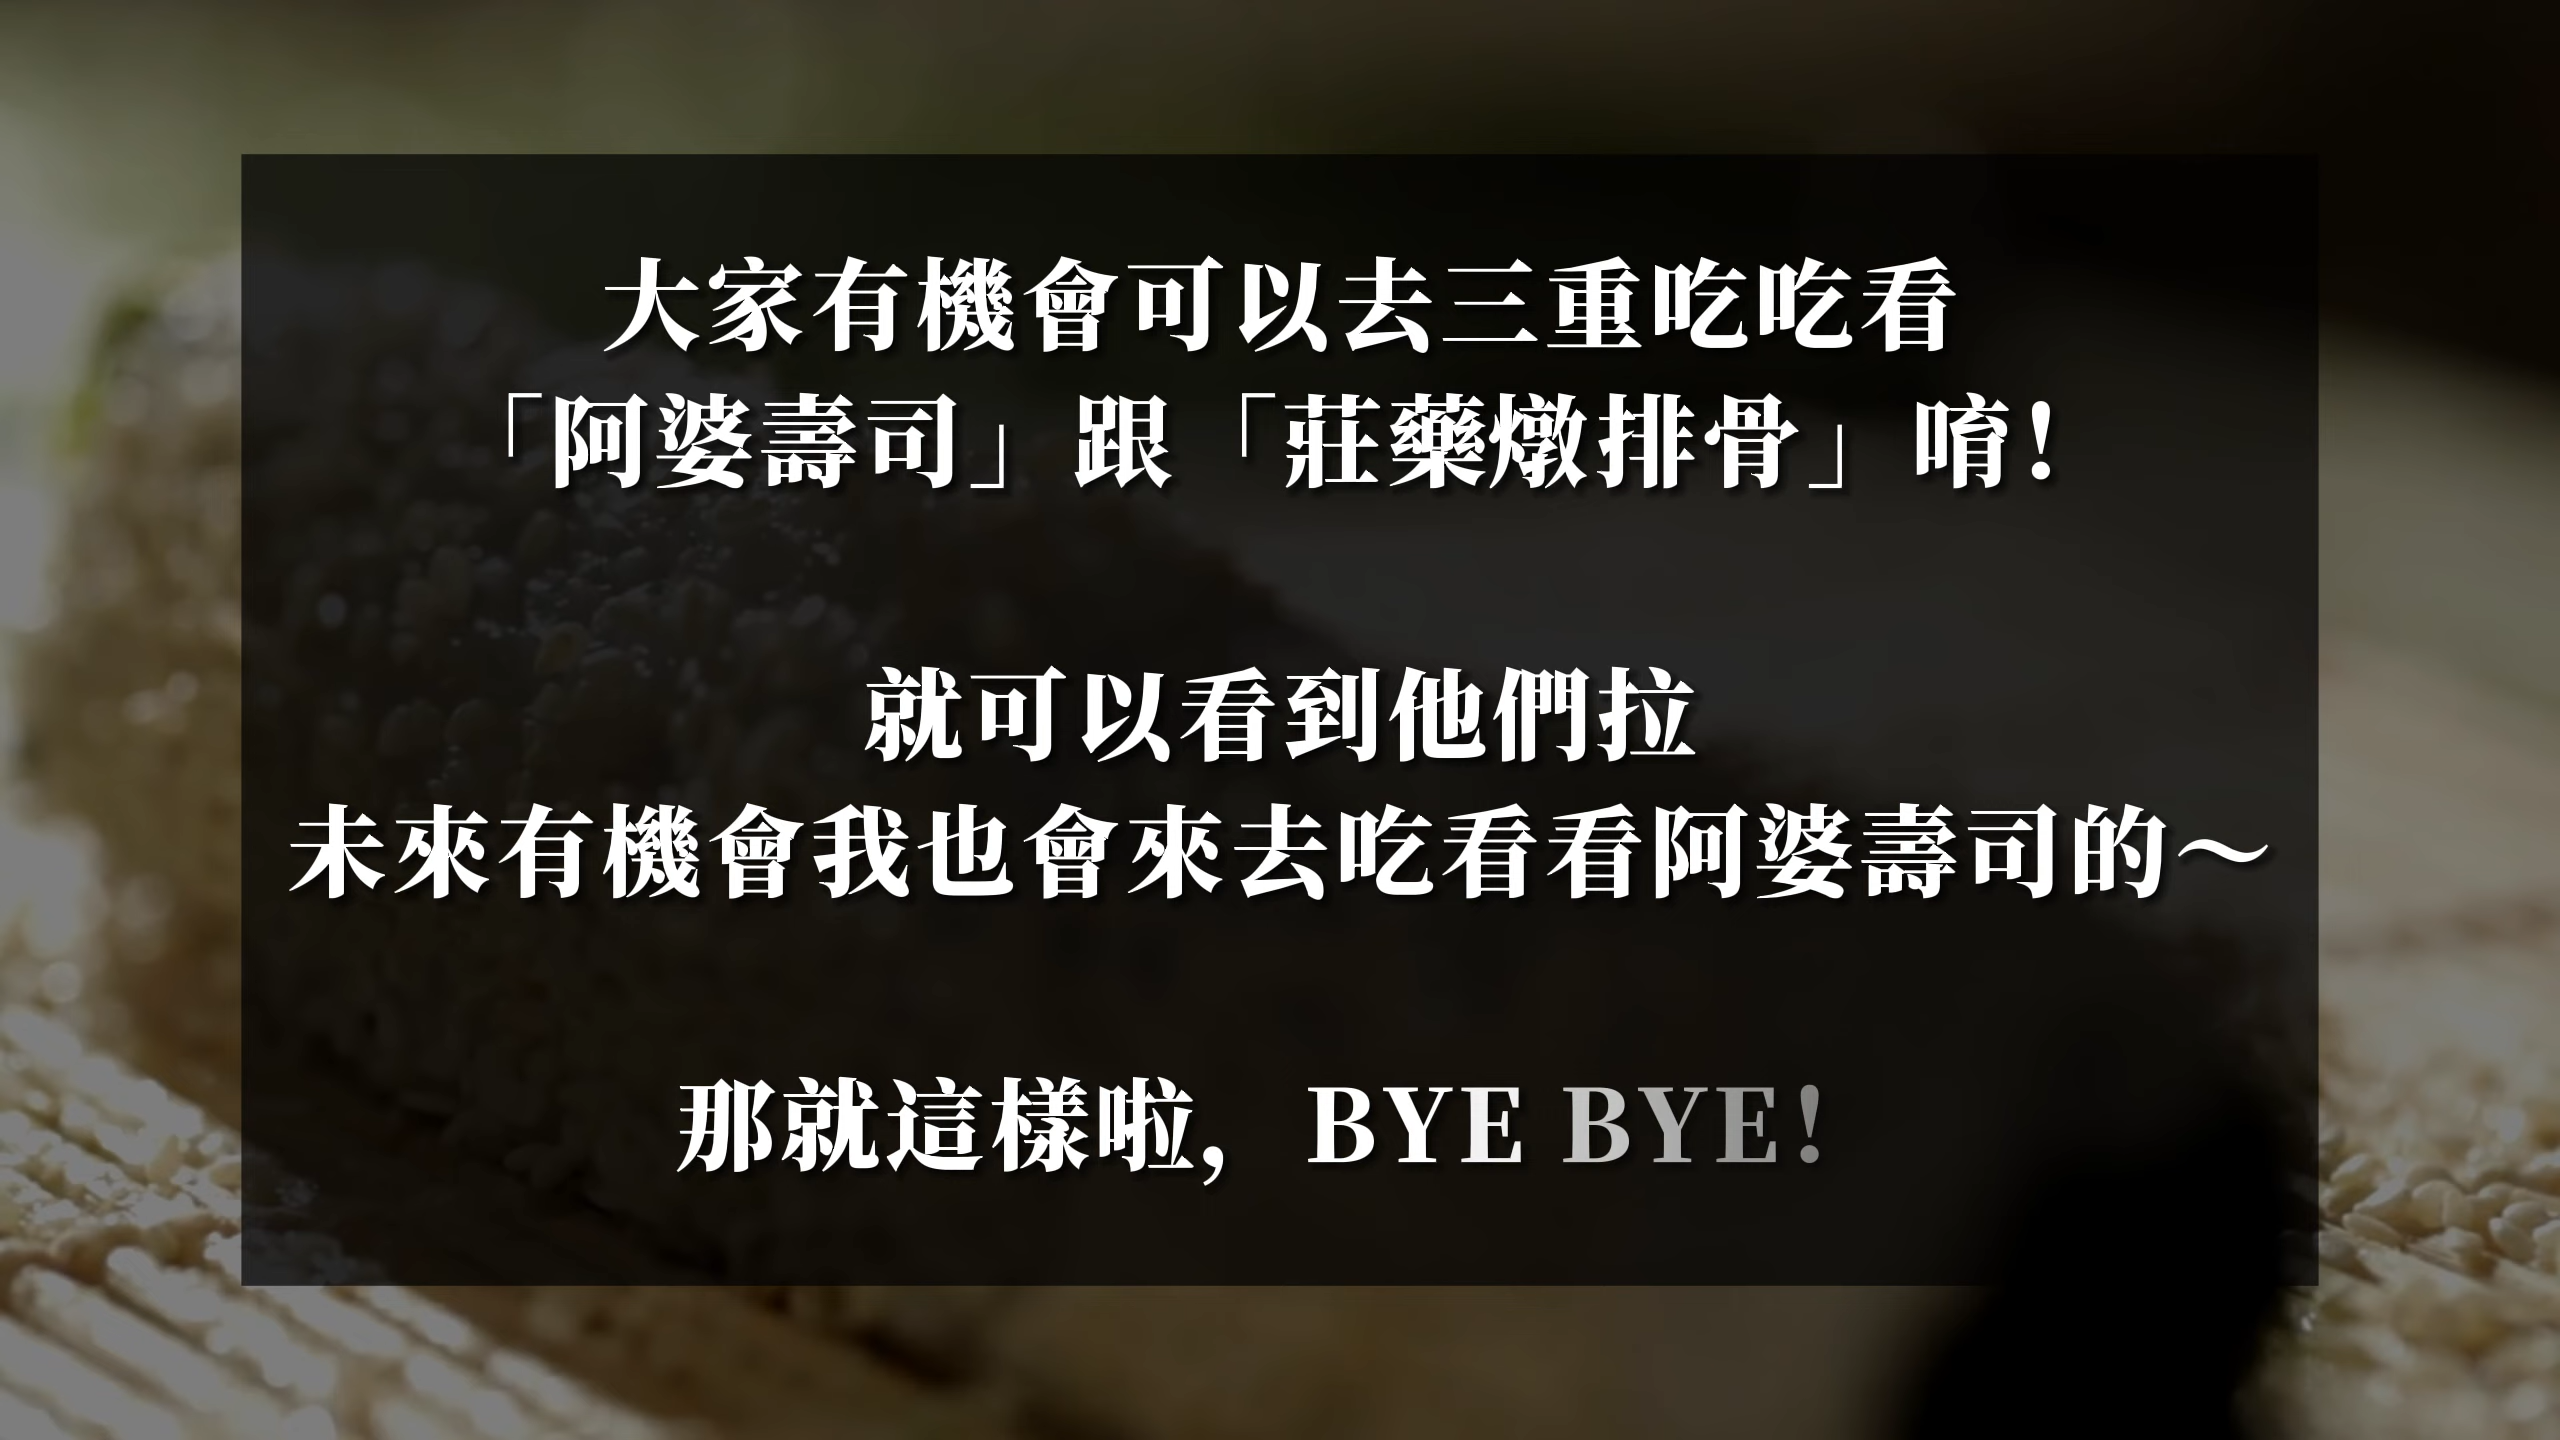 大家有機會可以去三重吃吃看
「阿婆壽司」跟「莊藥燉排骨」唷！
就可以看到他們拉
未來有機會我也會來去吃看看阿婆壽司的～
那就這樣啦，BYE BYE！